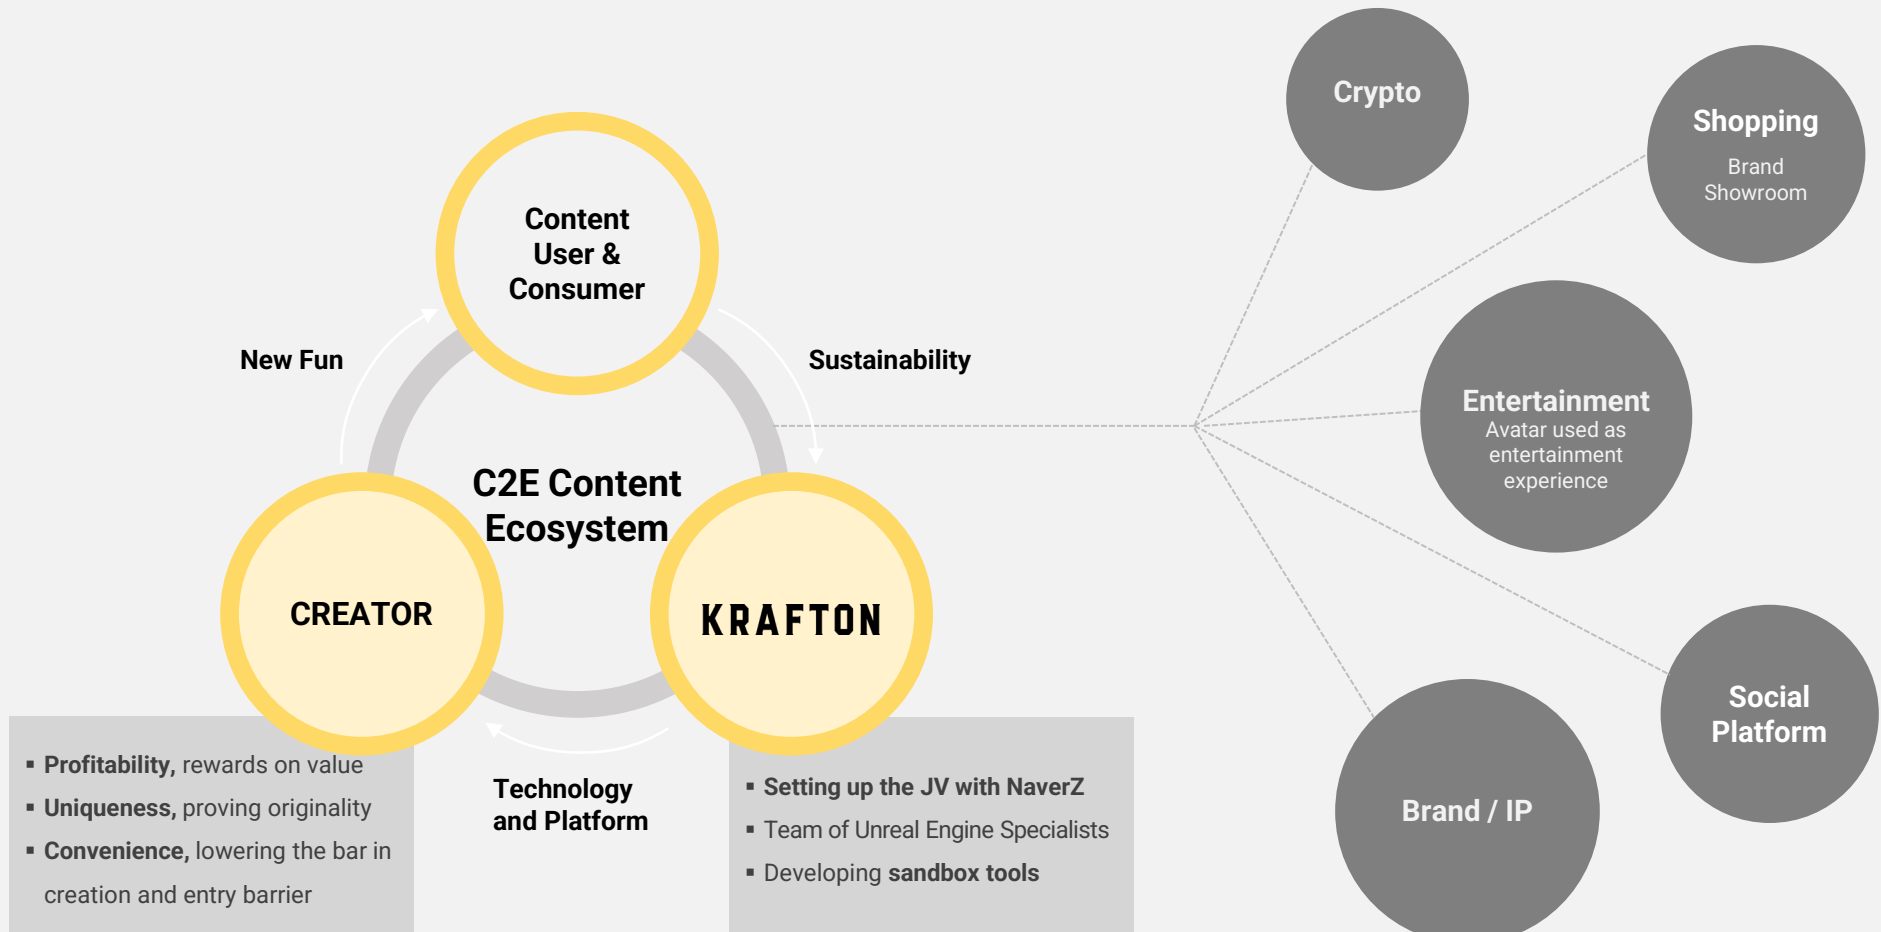 Content
User &
Consumer
New Fun
Sustainability
C2E Content
Ecosystem
CREATOR
KRAFTON
Technology
and Platform
▪ Profitability, rewards on value
▪ Uniqueness, proving originality
▪ Convenience, lowering the bar in
creation and entry barrier
▪ Setting up the JV with NaverZ
▪ Team of Unreal Engine Specialists
▪ Developing sandbox tools
Crypto
Shopping
Brand
Showroom
Entertainment
Avatar used as
entertainment
experience
Social
Platform
Brand / IP